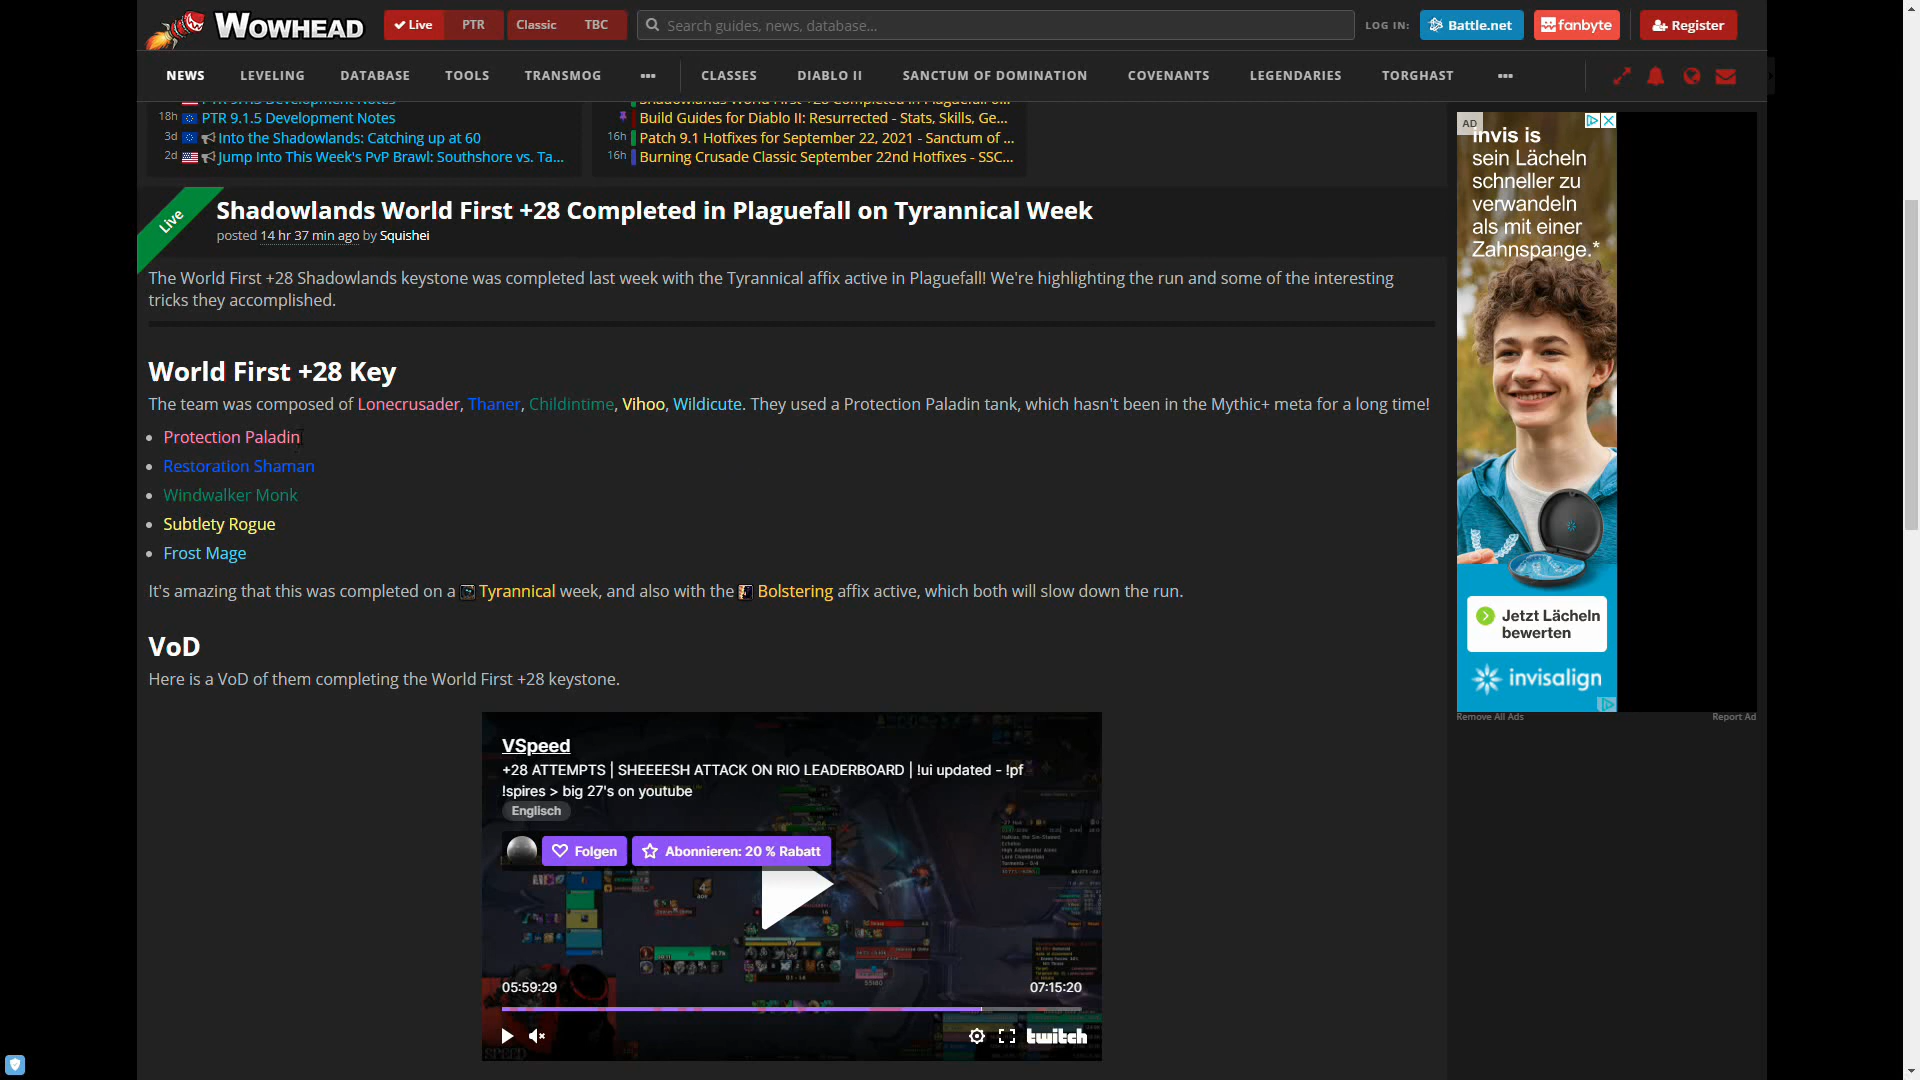 WOWHEAD
Live
PTR
Classic
TBC
Search guides, news, database...
LOG IN:
Battle.net
fanbyte
Register
NEWS
LEVELING
DATABASE
TOOLS
TRANSMOG
CLASSES
DIABLO II
SANCTUM OF DOMINATION
COVENANTS
LEGENDARIES
TORGHAST
PTR 9.1.5 Development Notes
18h PTR 9.1.5 Development Notes
3d Into the Shadowlands: Catching up at 60
2d Jump Into This Week's PvP Brawl: Southshore vs. Ta...
Shadowlands World First +28 Completed in Plaguefall o...
Build Guides for Diablo II: Resurrected - Stats, Skills, Ge...
16h Patch 9.1 Hotfixes for September 22, 2021 - Sanctum of ...
16h Burning Crusade Classic September 22nd Hotfixes - SSC...
Live
Shadowlands World First +28 Completed in Plaguefall on Tyrannical Week
posted 14 hr 37 min ago by Squishei
The World First +28 Shadowlands keystone was completed last week with the Tyrannical affix active in Plaguefall! We're highlighting the run and some of the interesting
tricks they accomplished.
World First +28 Key
The team was composed of Lonecrusader, Thaner, Childintime, Vihoo, Wildicute. They used a Protection Paladin tank, which hasn't been in the Mythic+ meta for a long time!
Protection Paladin
Restoration Shaman
Windwalker Monk
Subtlety Rogue
Frost Mage
It's amazing that this was completed on a Tyrannical week, and also with the Bolstering affix active, which both will slow down the run.
VoD
Here is a VoD of them completing the World First +28 keystone.
VSpeed
+28 ATTEMPTS | SHEEEESH ATTACK ON RIO LEADERBOARD | !ui updated - !pf
!spires > big 27's on youtube
Englisch
Folgen
Abonnieren: 20 % Rabatt
05:59:29
07:15:20
twitch
AD
invis is
sein Lächeln
schneller zu
verwandeln
als mit einer
Zahnspange.*
Jetzt Lächeln
bewerten
invisalign
Remove All Ads
Report Ad